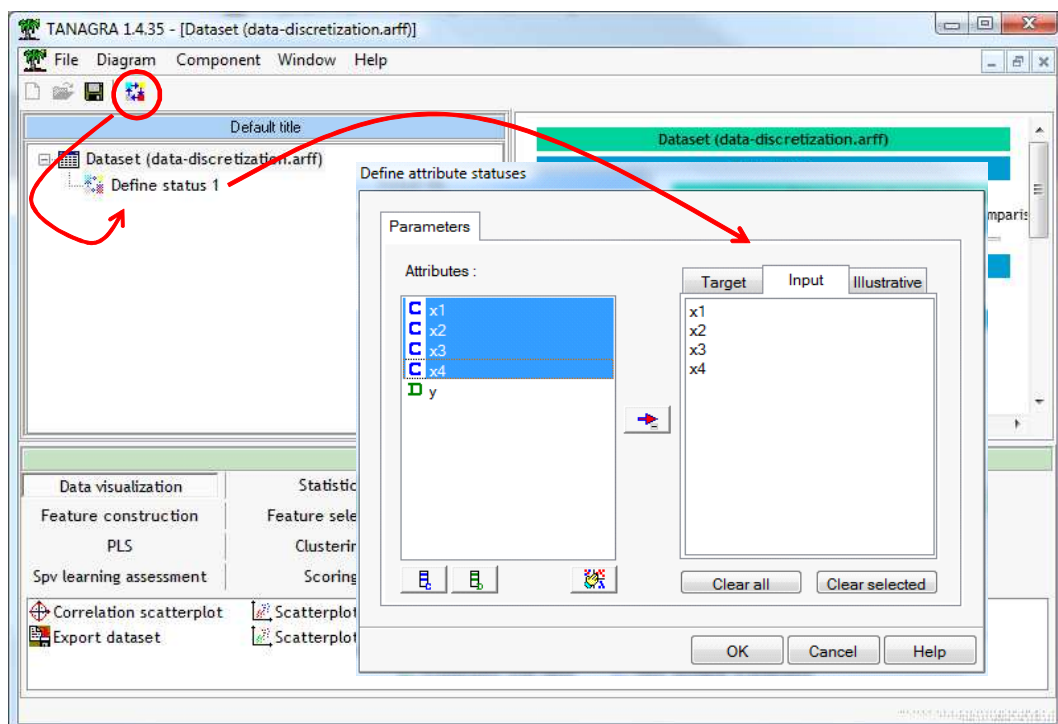 TANAGRA 1.4.35 - [Dataset (data-discretization.arff)]
File Diagram Component Window Help
Default title
Dataset (data-discretization.arff)
Define status 1
Dataset (data-discretization.arff)
Define attribute statuses
Parameters
Attributes :
C x1
C x2
C x3
C x4
D y
Target Input Illustrative
x1
x2
x3
x4
Clear all Clear selected
OK Cancel Help
Data visualization
Feature construction
PLS Clusterin
Spv learning assessment Scoring
Correlation scatterplot Scatterplot
Export dataset Scatterplot